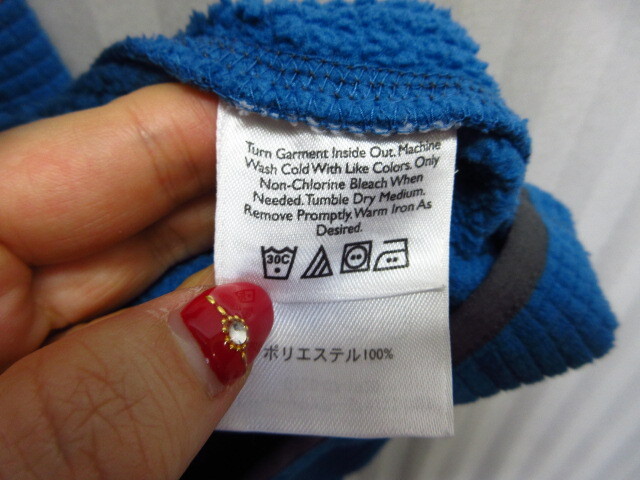 Turn Garment Inside Out. Machine
Wash Cold With Like Colors. Only
Non-Chlorine Bleach When
Needed. Tumble Dry Medium.
Remove Promptly. Warm Iron As
Desired.
30C
ポリエステル100%